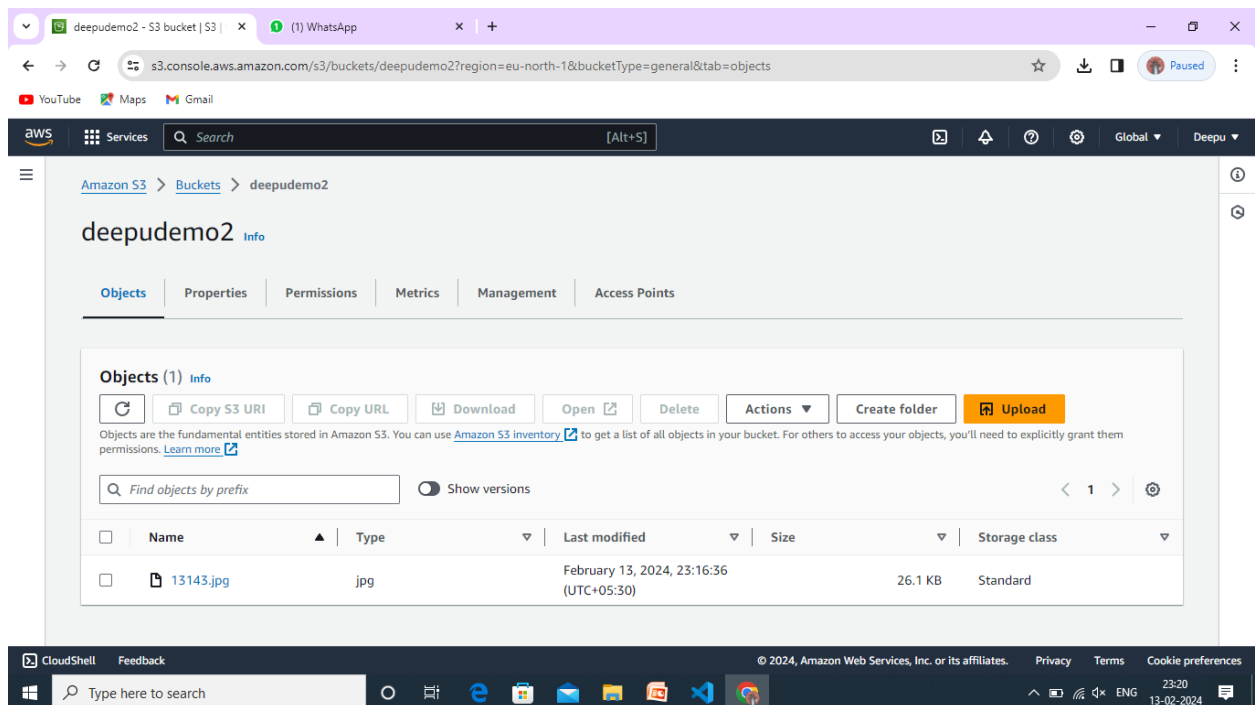 deepudemo2 - S3 bucket | S3 |
(1) WhatsApp
s3.console.aws.amazon.com/s3/buckets/deepudemo2?region=eu-north-1&bucketType=general&tab=objects
Paused
YouTube Maps Gmail
aws Services Search [Alt+S] Global Deepu
Amazon S3 Buckets deepudemo2
deepudemo2 Info
Objects Properties Permissions Metrics Management Access Points
Objects (1) Info
Copy S3 URI Copy URL Download Open Delete Actions Create folder Upload
Objects are the fundamental entities stored in Amazon S3. You can use Amazon S3 inventory to get a list of all objects in your bucket. For others to access your objects, you'll need to explicitly grant them
permissions. Learn more
Find objects by prefix Show versions 1
Name Type Last modified Size Storage class
13143.jpg jpg February 13, 2024, 23:16:36 26.1 KB Standard
(UTC+05:30)
CloudShell Feedback © 2024, Amazon Web Services, Inc. or its affiliates. Privacy Terms Cookie preferences
Type here to search ENG 23:20
13-02-2024